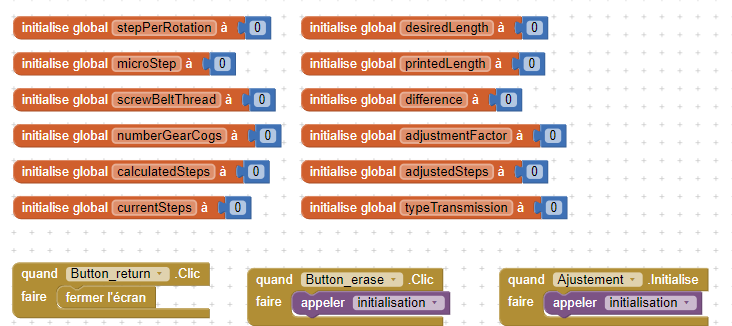 initialise global stepPerRotation à 0
initialise global desiredLength à 0
initialise global microStep à 0
initialise global printedLength à 0
initialise global screwBeltThread à 0
initialise global difference à 0
initialise global numberGearCogs à 0
initialise global adjustmentFactor à 0
initialise global calculatedSteps à 0
initialise global adjustedSteps à 0
initialise global currentSteps à 0
initialise global typeTransmission à 0
quand Button_return .Clic
faire fermer l'écran
quand Button_erase .Clic
faire appeler initialisation
quand Ajustement .Initialise
faire appeler initialisation